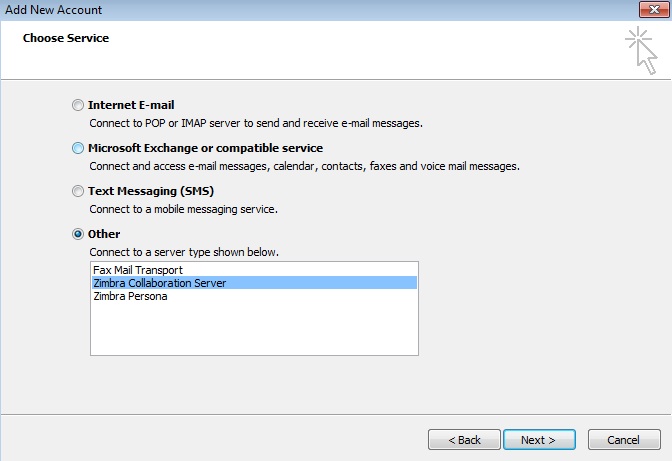 Add New Account
Choose Service
Internet E-mail
Connect to POP or IMAP server to send and receive e-mail messages.
Microsoft Exchange or compatible service
Connect and access e-mail messages, calendar, contacts, faxes and voice mail messages.
Text Messaging (SMS)
Connect to a mobile messaging service.
Other
Connect to a server type shown below.
Fax Mail Transport
Zimbra Collaboration Server
Zimbra Persona
< Back Next > Cancel